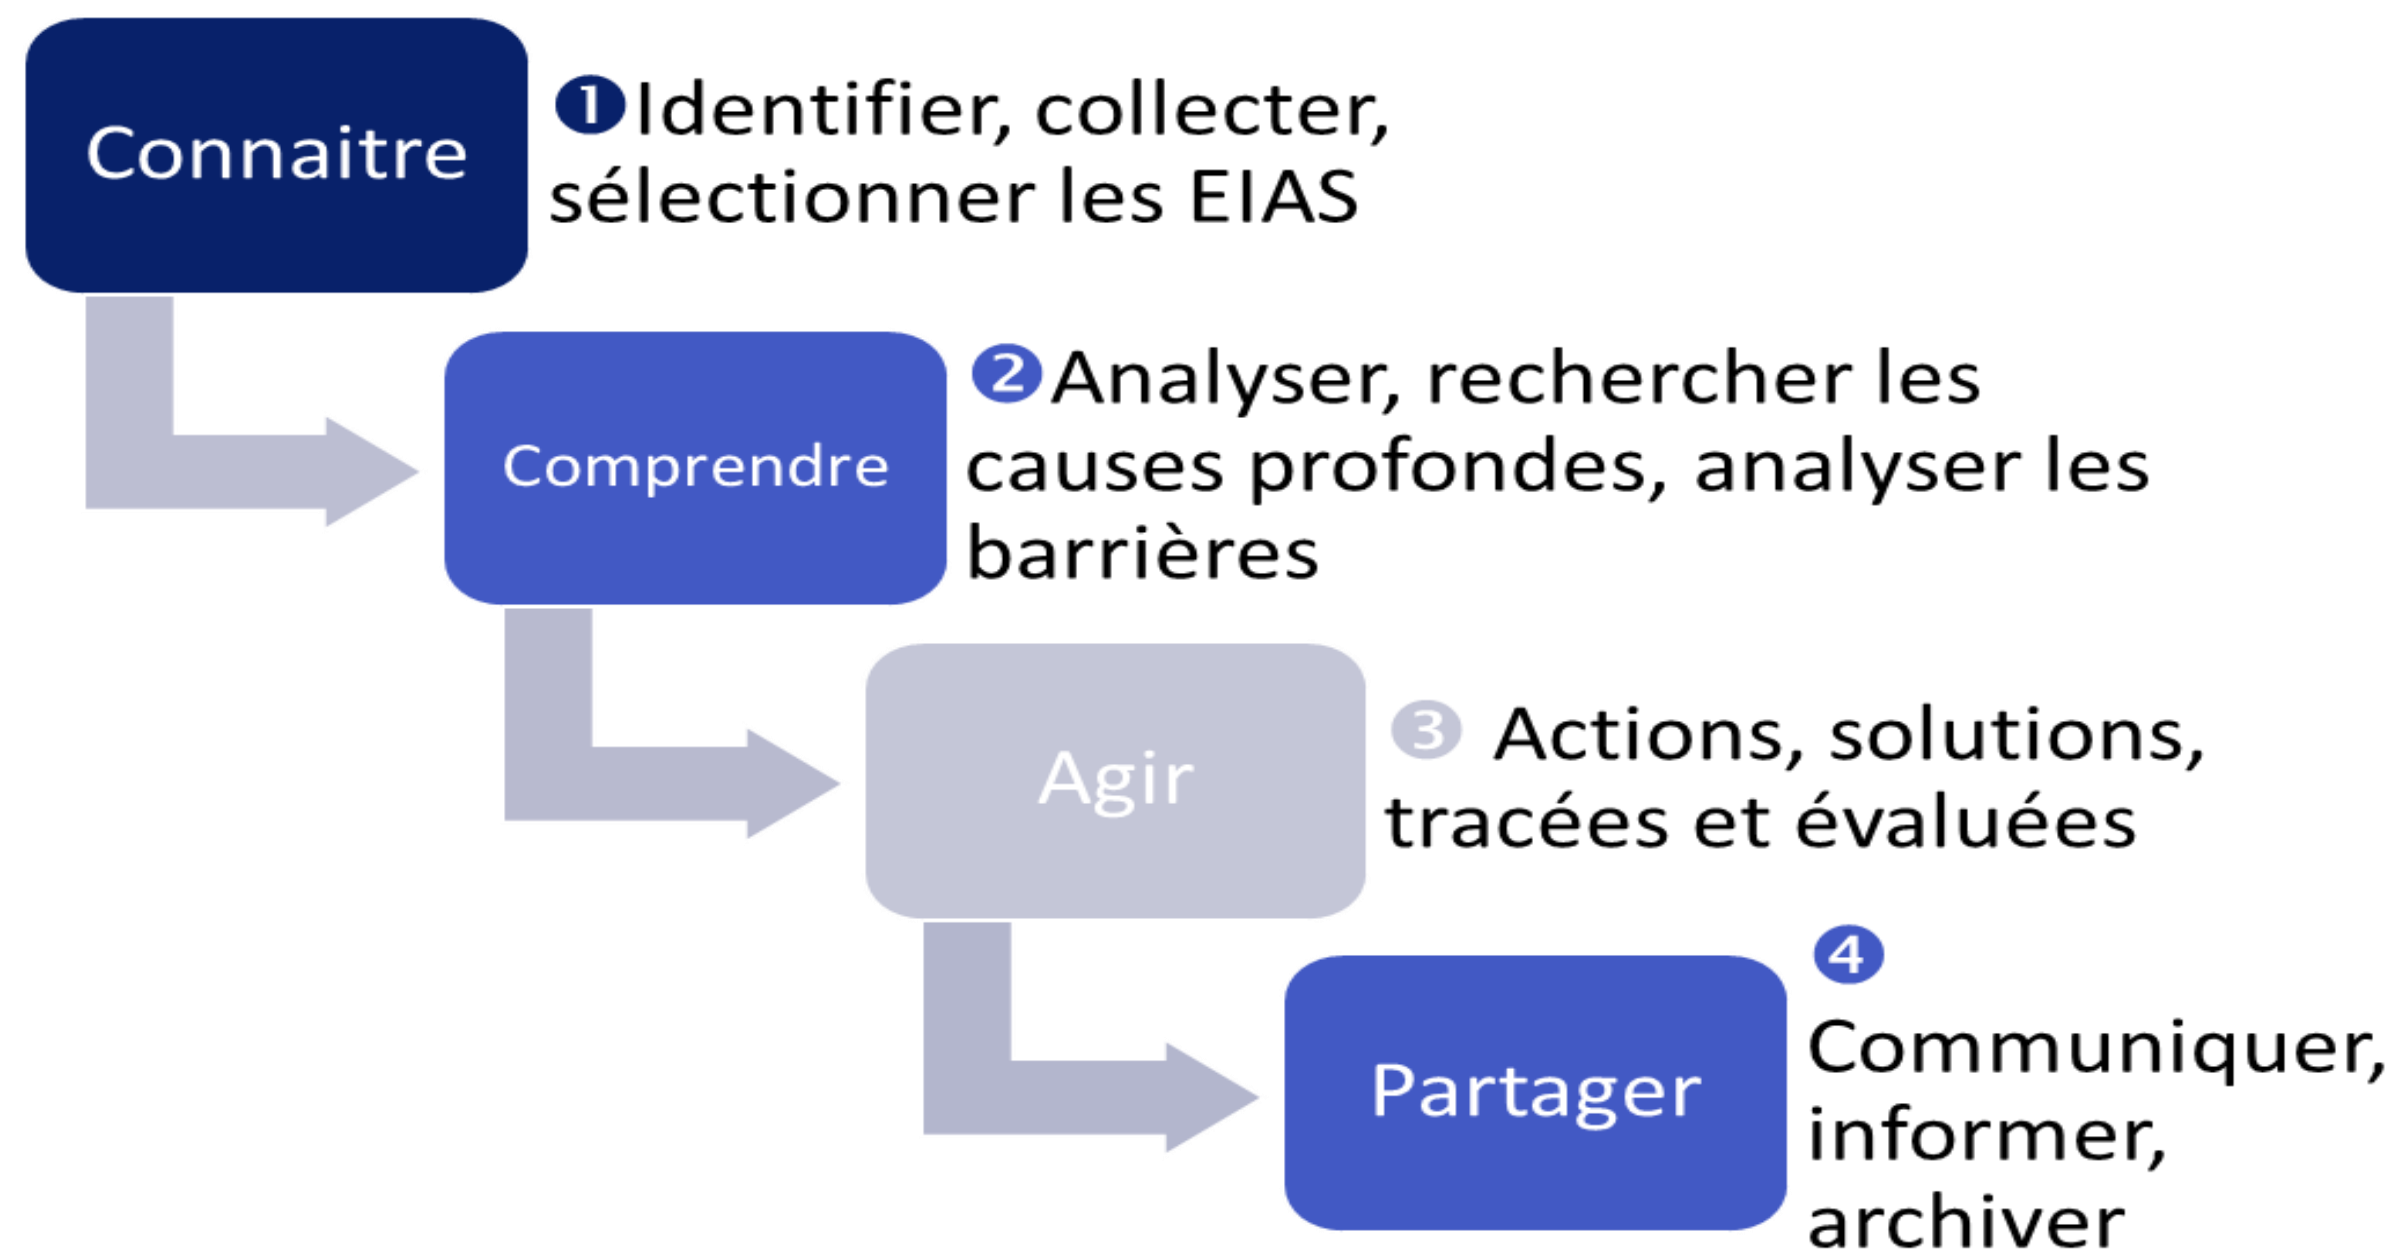 Connaitre
❶Identifier, collecter,
sélectionner les EIAS
Comprendre
❷Analyser, rechercher les
causes profondes, analyser les
barrières
Agir
❸ Actions, solutions,
tracées et évaluées
Partager
❹
Communiquer,
informer,
archiver